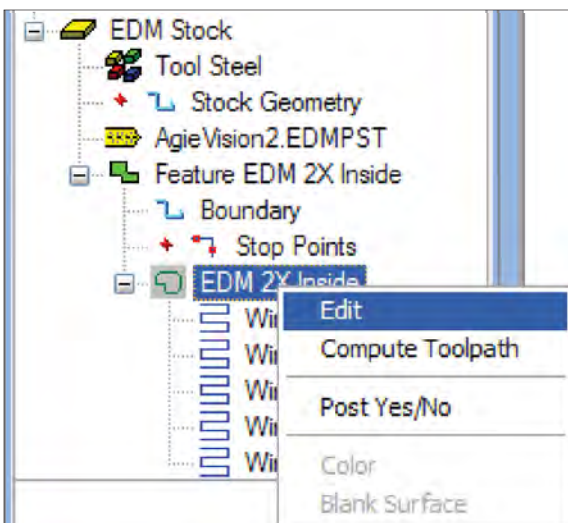 EDM Stock
Tool Steel
Stock Geometry
AgieVision2.EDMPST
Feature EDM 2X Inside
Boundary
Stop Points
EDM 2X Inside
Edit
Compute Toolpath
Post Yes/No
Color
Blank Surface